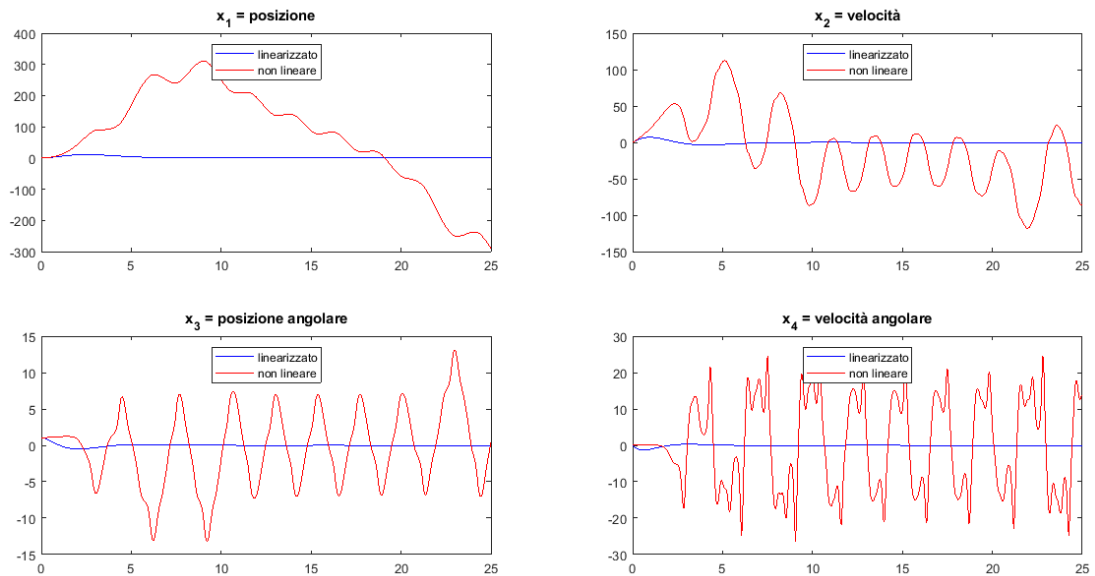 x₁ = posizione
400
300
200
100
0
-100
-200
-300
0 5 10 15 20 25
linearizzato
non lineare
x₂ = velocità
150
100
50
0
-50
-100
-150
0 5 10 15 20 25
linearizzato
non lineare
x₃ = posizione angolare
15
10
5
0
-5
-10
-15
0 5 10 15 20 25
linearizzato
non lineare
x₄ = velocità angolare
30
20
10
0
-10
-20
-30
0 5 10 15 20 25
linearizzato
non lineare